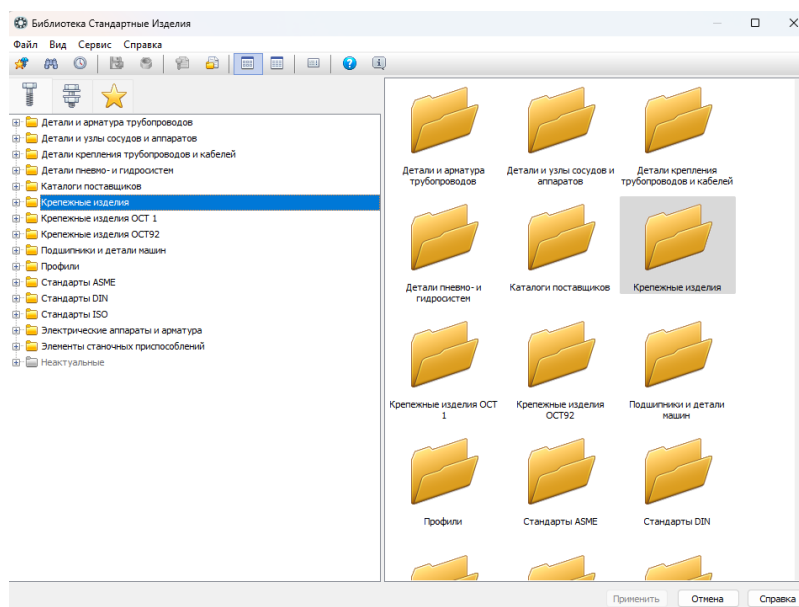 Библиотека Стандартные Изделия
Файл Вид Сервис Справка
Детали и арматура трубопроводов
Детали и узлы сосудов и аппаратов
Детали крепления трубопроводов и кабелей
Детали пневмо- и гидросистем
Каталоги поставщиков
Крепежные изделия
Крепежные изделия ОСТ 1
Крепежные изделия ОСТ92
Подшипники и детали машин
Профили
Стандарты ASME
Стандарты DIN
Стандарты ISO
Электрические аппараты и арматура
Элементы станочных приспособлений
Неактуальные
Детали и арматура
трубопроводов
Детали и узлы сосудов и
аппаратов
Детали крепления
трубопроводов и кабелей
Детали пневмо- и
гидросистем
Каталоги поставщиков
Крепежные изделия
Крепежные изделия ОСТ
1
Крепежные изделия
ОСТ92
Подшипники и детали
машин
Профили
Стандарты ASME
Стандарты DIN
Применить Отмена Справка